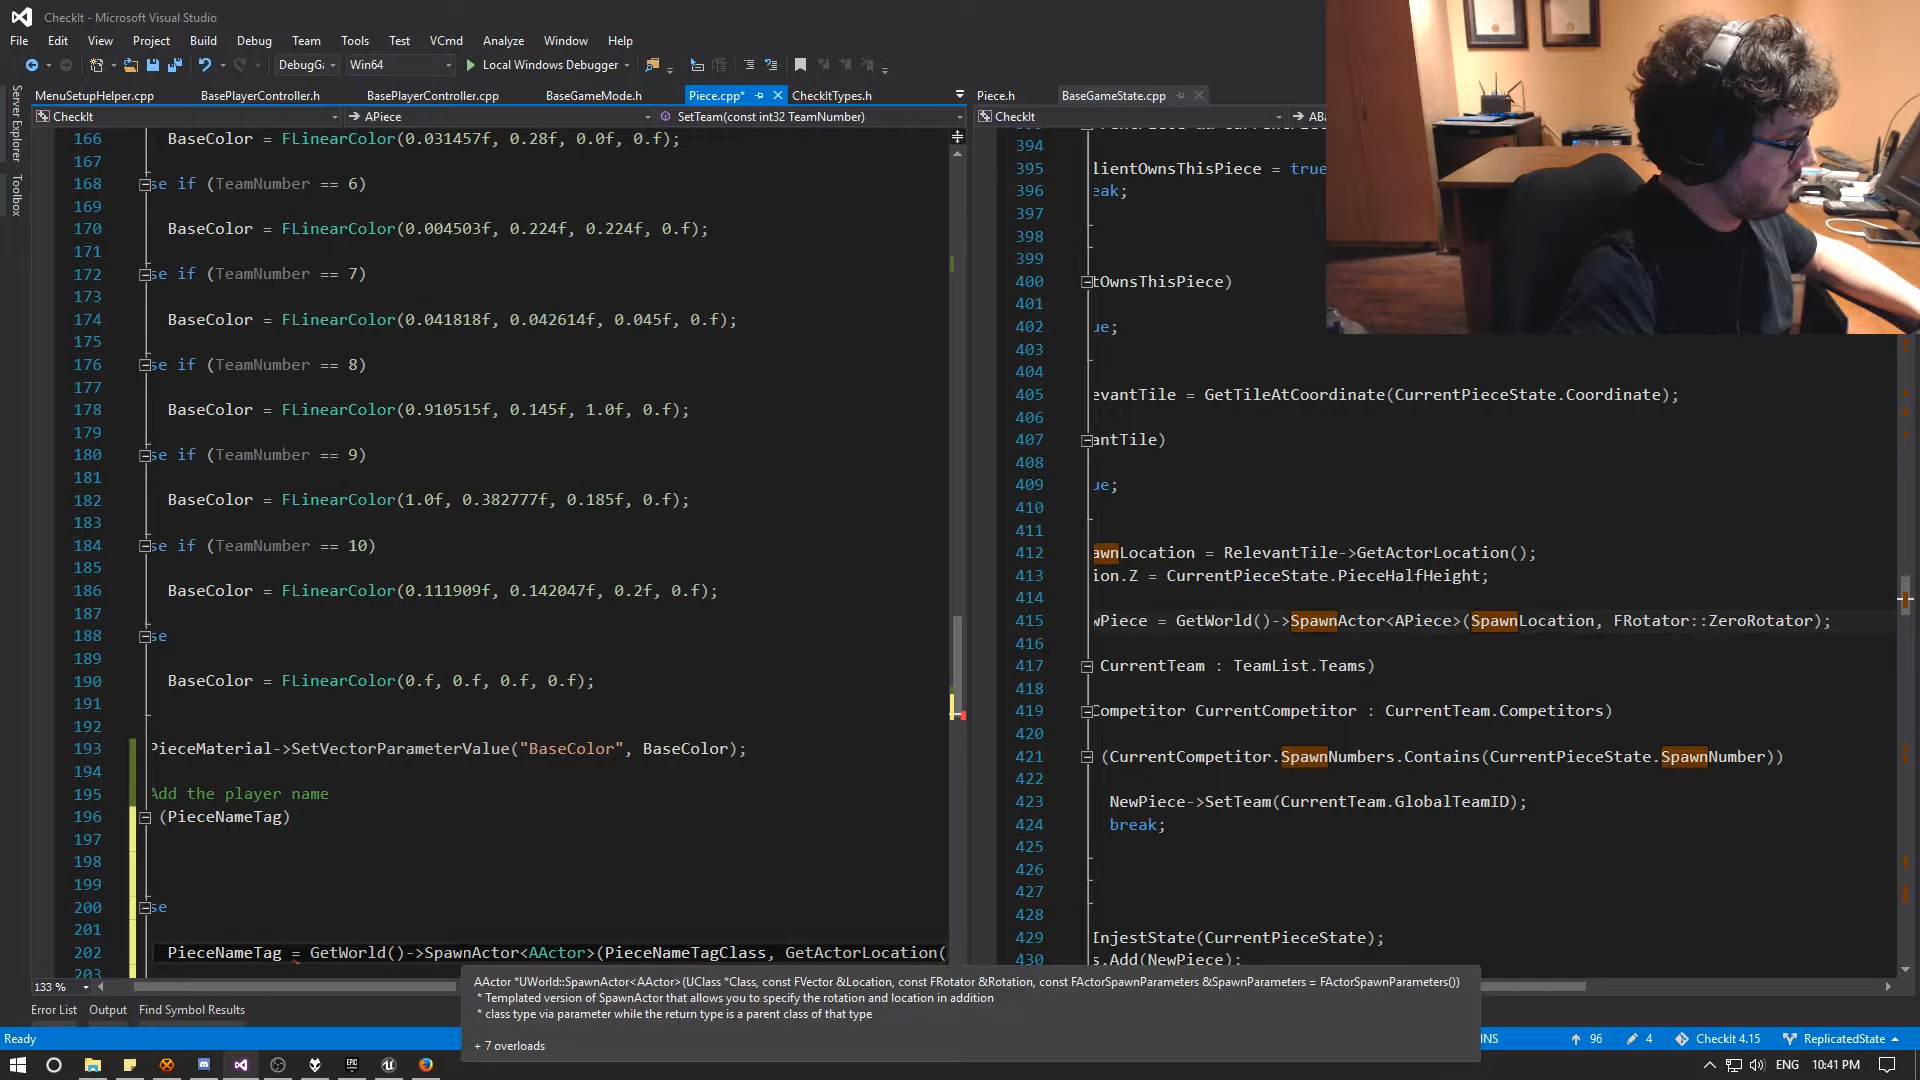 CheckIt - Microsoft Visual Studio
File Edit View Project Build Debug Team Tools Test VCmd Analyze Window Help
DebugG Win64 Local Windows Debugger
Server Explorer
Toolbox
MenuSetupHelper.cpp BasePlayerController.h BasePlayerController.cpp BaseGameMode.h Piece.cpp* CheckItTypes.h
CheckIt APiece SetTeam(const int32 TeamNumber)
166 BaseColor = FLinearColor(0.031457f, 0.28f, 0.0f, 0.f);
167
168 se if (TeamNumber == 6)
169
170 BaseColor = FLinearColor(0.004503f, 0.224f, 0.224f, 0.f);
171
172 se if (TeamNumber == 7)
173
174 BaseColor = FLinearColor(0.041818f, 0.042614f, 0.045f, 0.f);
175
176 se if (TeamNumber == 8)
177
178 BaseColor = FLinearColor(0.910515f, 0.145f, 1.0f, 0.f);
179
180 se if (TeamNumber == 9)
181
182 BaseColor = FLinearColor(1.0f, 0.382777f, 0.185f, 0.f);
183
184 se if (TeamNumber == 10)
185
186 BaseColor = FLinearColor(0.111909f, 0.142047f, 0.2f, 0.f);
187
188 se
189
190 BaseColor = FLinearColor(0.f, 0.f, 0.f, 0.f);
191
192
193 PieceMaterial->SetVectorParameterValue("BaseColor", BaseColor);
194
195 Add the player name
196 (PieceNameTag)
197
198
199
200 se
201
202 PieceNameTag = GetWorld()->SpawnActor<AActor>(PieceNameTagClass, GetActorLocation(
203
133 %
Piece.h BaseGameState.cpp
CheckIt
394
395 lientOwnsThisPiece = true
396 eak;
397
398
399
400 tOwnsThisPiece)
401
402 ue;
403
404
405 evantTile = GetTileAtCoordinate(CurrentPieceState.Coordinate);
406
407 antTile)
408
409 ue;
410
411
412 awnLocation = RelevantTile->GetActorLocation();
413 ion.Z = CurrentPieceState.PieceHalfHeight;
414
415 wPiece = GetWorld()->SpawnActor<APiece>(SpawnLocation, FRotator::ZeroRotator);
416
417 CurrentTeam : TeamList.Teams)
418
419 Competitor CurrentCompetitor : CurrentTeam.Competitors)
420
421 (CurrentCompetitor.SpawnNumbers.Contains(CurrentPieceState.SpawnNumber))
422
423 NewPiece->SetTeam(CurrentTeam.GlobalTeamID);
424 break;
425
426
427
428
429 InjestState(CurrentPieceState);
430 s.Add(NewPiece);
AActor *UWorld::SpawnActor<AActor>(UClass *Class, const FVector &Location, const FRotator &Rotation, const FActorSpawnParameters &SpawnParameters = FActorSpawnParameters())
* Templated version of SpawnActor that allows you to specify the rotation and location in addition
* class type via parameter while the return type is a parent class of that type
+ 7 overloads
Error List Output Find Symbol Results
Ready NS 96 4 CheckIt 4.15 ReplicatedState
ENG 10:41 PM